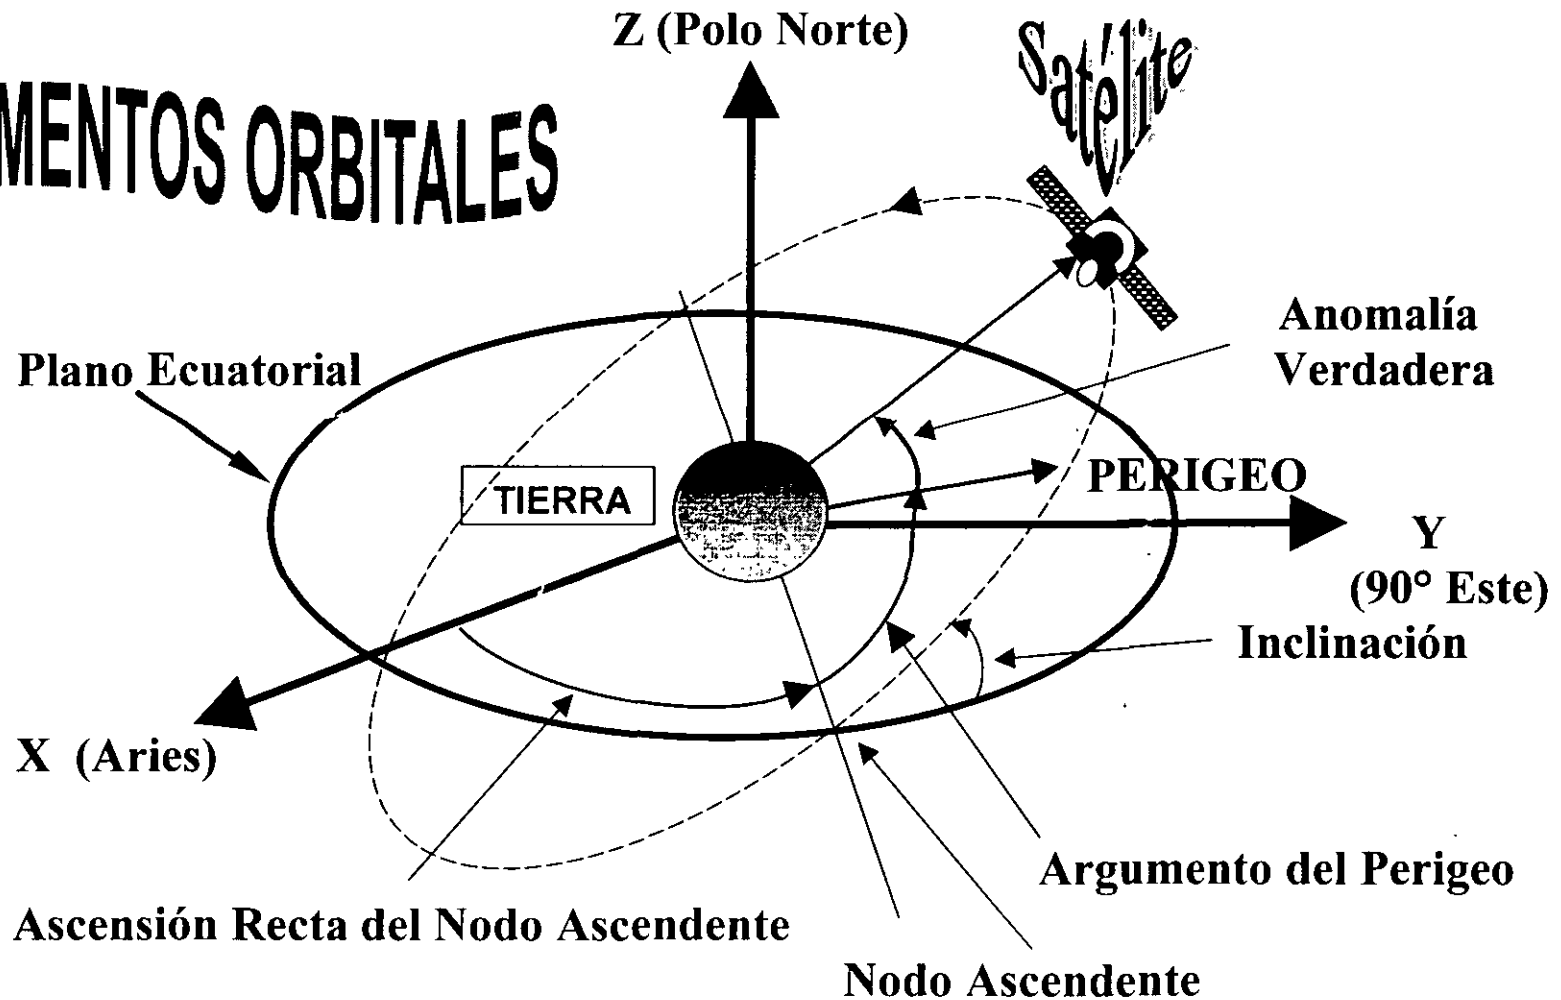 Z (Polo Norte)
Satélite
MENTOS ORBITALES
Anomalía
Verdadera
Plano Ecuatorial
PERIGEO
TIERRA
Y
(90° Este)
Inclinación
X (Aries)
Argumento del Perigeo
Ascensión Recta del Nodo Ascendente
Nodo Ascendente